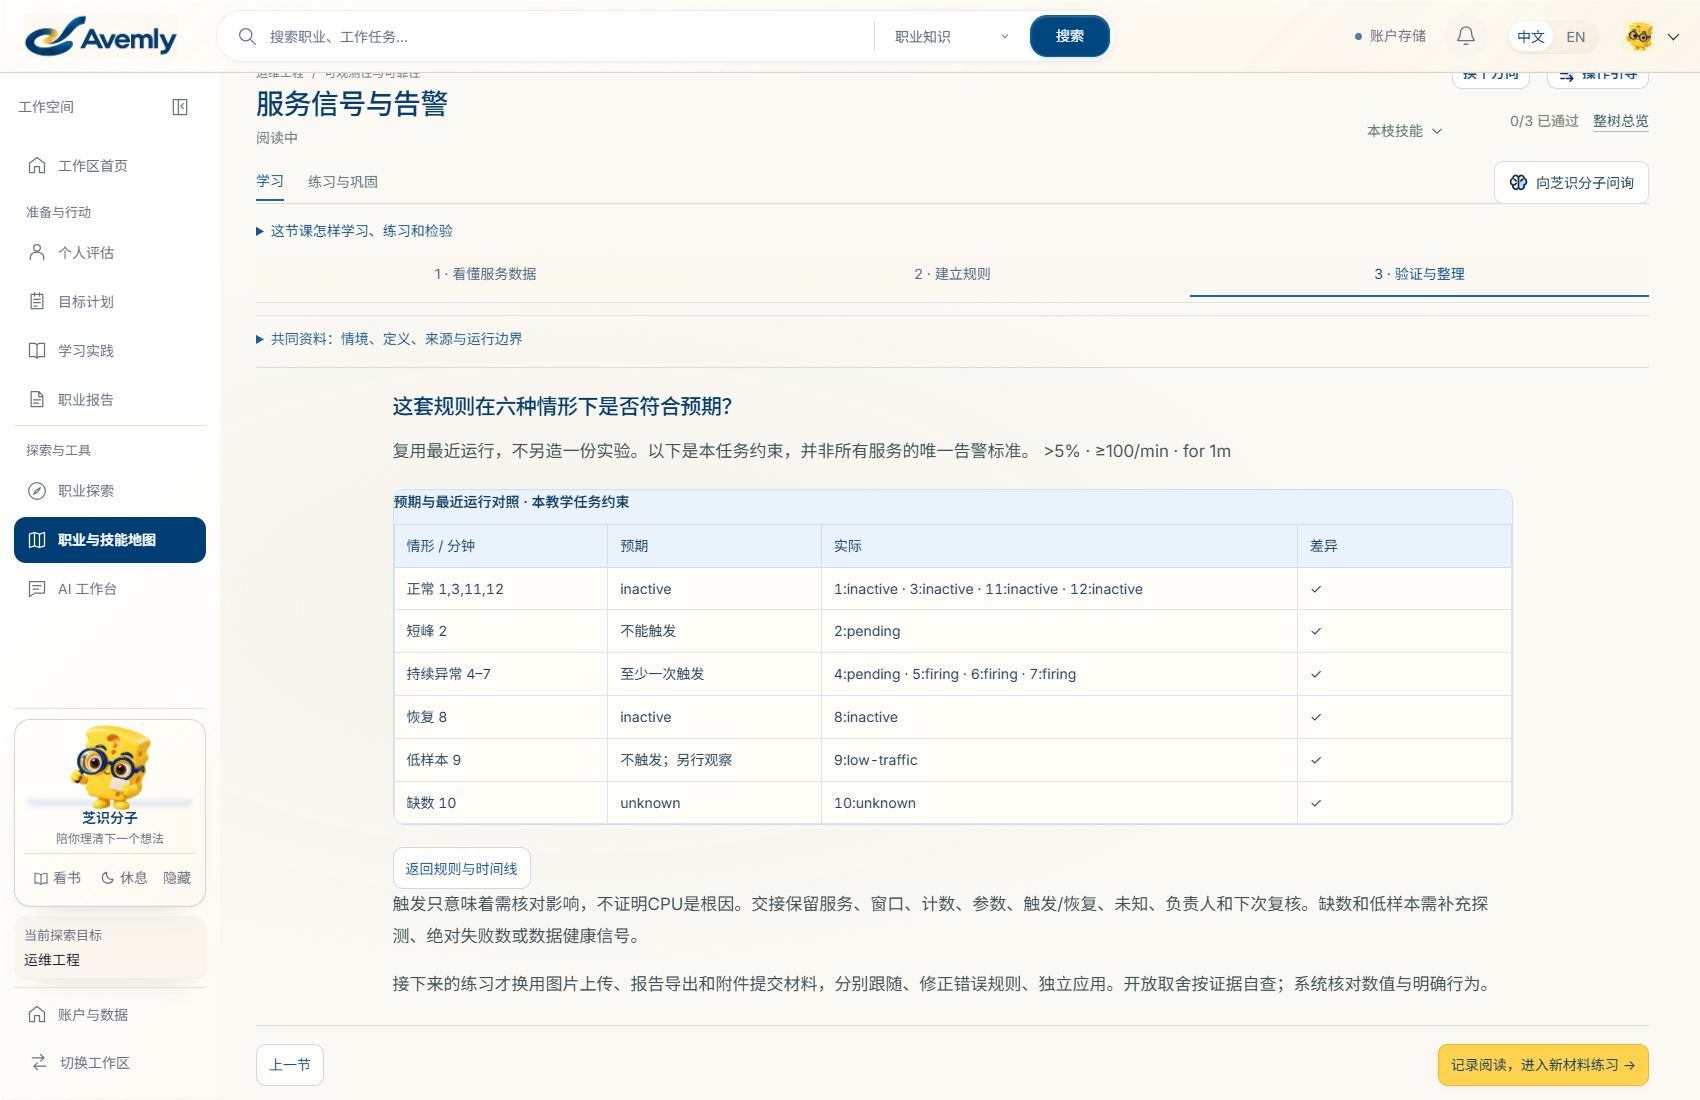 Avemly
搜索职业、工作任务...
职业知识
搜索
账户存储
中文
EN
工作空间
工作区首页
准备与行动
个人评估
目标计划
学习实践
职业报告
探索与工具
职业探索
职业与技能地图
AI 工作台
芝识分子
陪你理清下一个想法
看书
休息
隐藏
当前探索目标
运维工程
账户与数据
切换工作区
运维工程 / 可观测性与可靠性
换个方向
操作引导
服务信号与告警
阅读中
本枝技能
0/3 已通过
整树总览
学习
练习与巩固
向芝识分子问询
这节课怎样学习、练习和检验
1 · 看懂服务数据
2 · 建立规则
3 · 验证与整理
共同资料：情境、定义、来源与运行边界
这套规则在六种情形下是否符合预期？
复用最近运行，不另造一份实验。以下是本任务约束，并非所有服务的唯一告警标准。 >5% · ≥100/min · for 1m
预期与最近运行对照 · 本教学任务约束
情形 / 分钟 预期 实际 差异
正常 1,3,11,12 inactive 1:inactive · 3:inactive · 11:inactive · 12:inactive ✓
短峰 2 不能触发 2:pending ✓
持续异常 4–7 至少一次触发 4:pending · 5:firing · 6:firing · 7:firing ✓
恢复 8 inactive 8:inactive ✓
低样本 9 不触发；另行观察 9:low-traffic ✓
缺数 10 unknown 10:unknown ✓
返回规则与时间线
触发只意味着需核对影响，不证明CPU是根因。交接保留服务、窗口、计数、参数、触发/恢复、未知、负责人和下次复核。缺数和低样本需补充探
测、绝对失败数或数据健康信号。
接下来的练习才换用图片上传、报告导出和附件提交材料，分别跟随、修正错误规则、独立应用。开放取舍按证据自查；系统核对数值与明确行为。
上一节
记录阅读，进入新材料练习 →